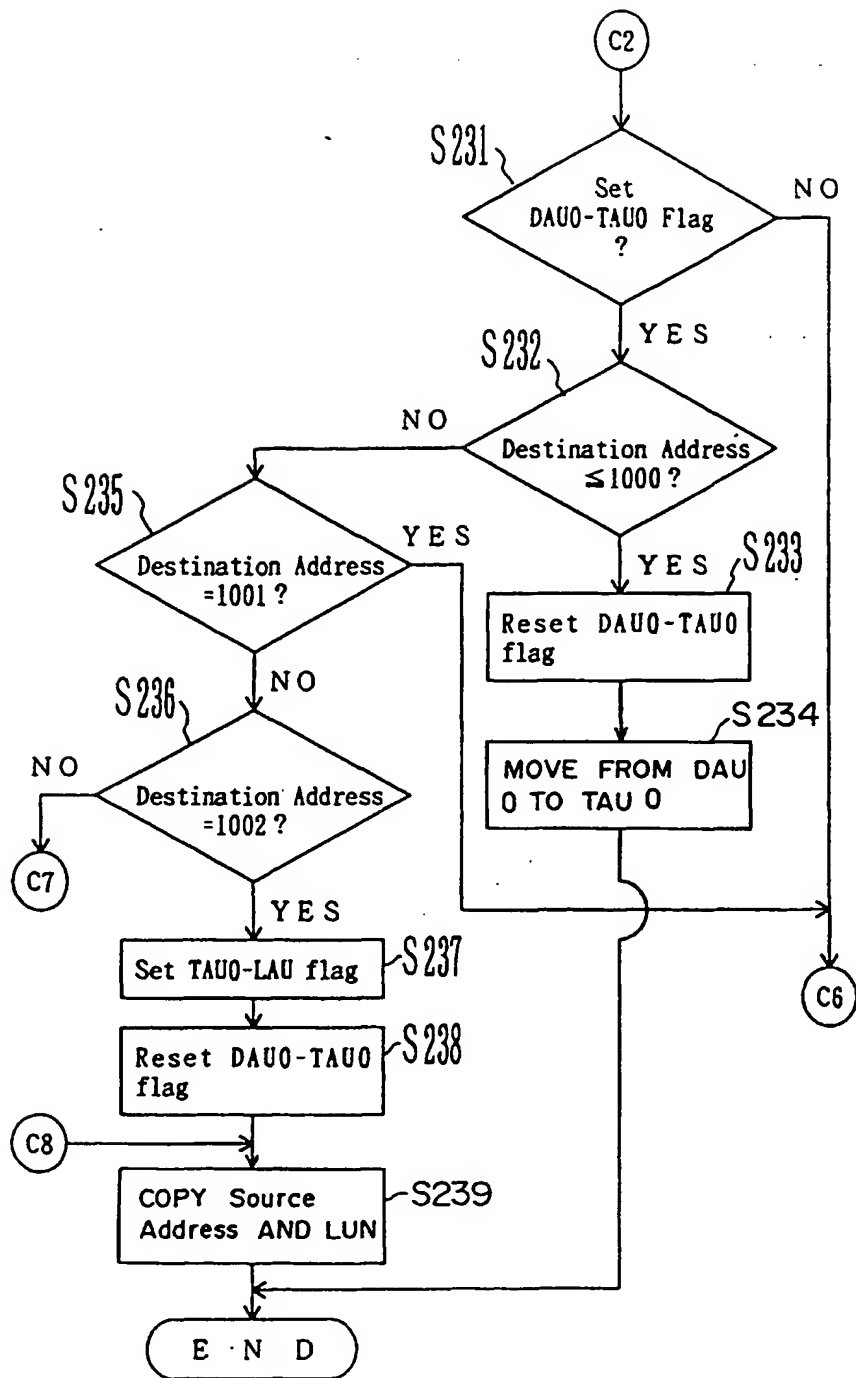 C2
S231
Set
DAU0-TAU0 Flag
?
NO
YES
S232
Destination Address
≦1000?
NO
YES
S235
Destination Address
=1001?
YES
NO
S233
Reset DAU0-TAU0
flag
S234
MOVE FROM DAU
0 TO TAU 0
S236
Destination Address
=1002?
NO
C7
YES
C6
Set TAU0-LAU flag
S237
Reset DAU0-TAU0
flag
S238
C8
COPY Source
Address AND LUN
S239
E N D